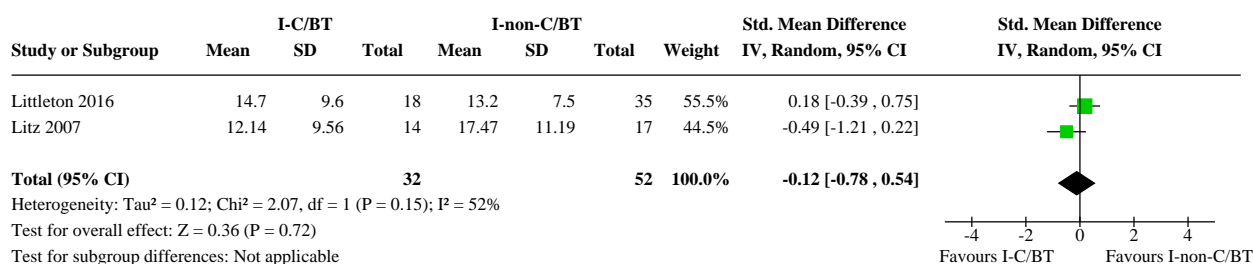 I-C/BT I-non-C/BT Std. Mean Difference Std. Mean Difference
Study or Subgroup Mean SD Total Mean SD Total Weight IV, Random, 95% CI IV, Random, 95% CI
Littleton 2016 14.7 9.6 18 13.2 7.5 35 55.5% 0.18 [-0.39 , 0.75]
Litz 2007 12.14 9.56 14 17.47 11.19 17 44.5% -0.49 [-1.21 , 0.22]
Total (95% CI) 32 52 100.0% -0.12 [-0.78 , 0.54]
Heterogeneity: Tau² = 0.12; Chi² = 2.07, df = 1 (P = 0.15); I² = 52%
Test for overall effect: Z = 0.36 (P = 0.72) -4 -2 0 2 4
Test for subgroup differences: Not applicable Favours I-C/BT Favours I-non-C/BT